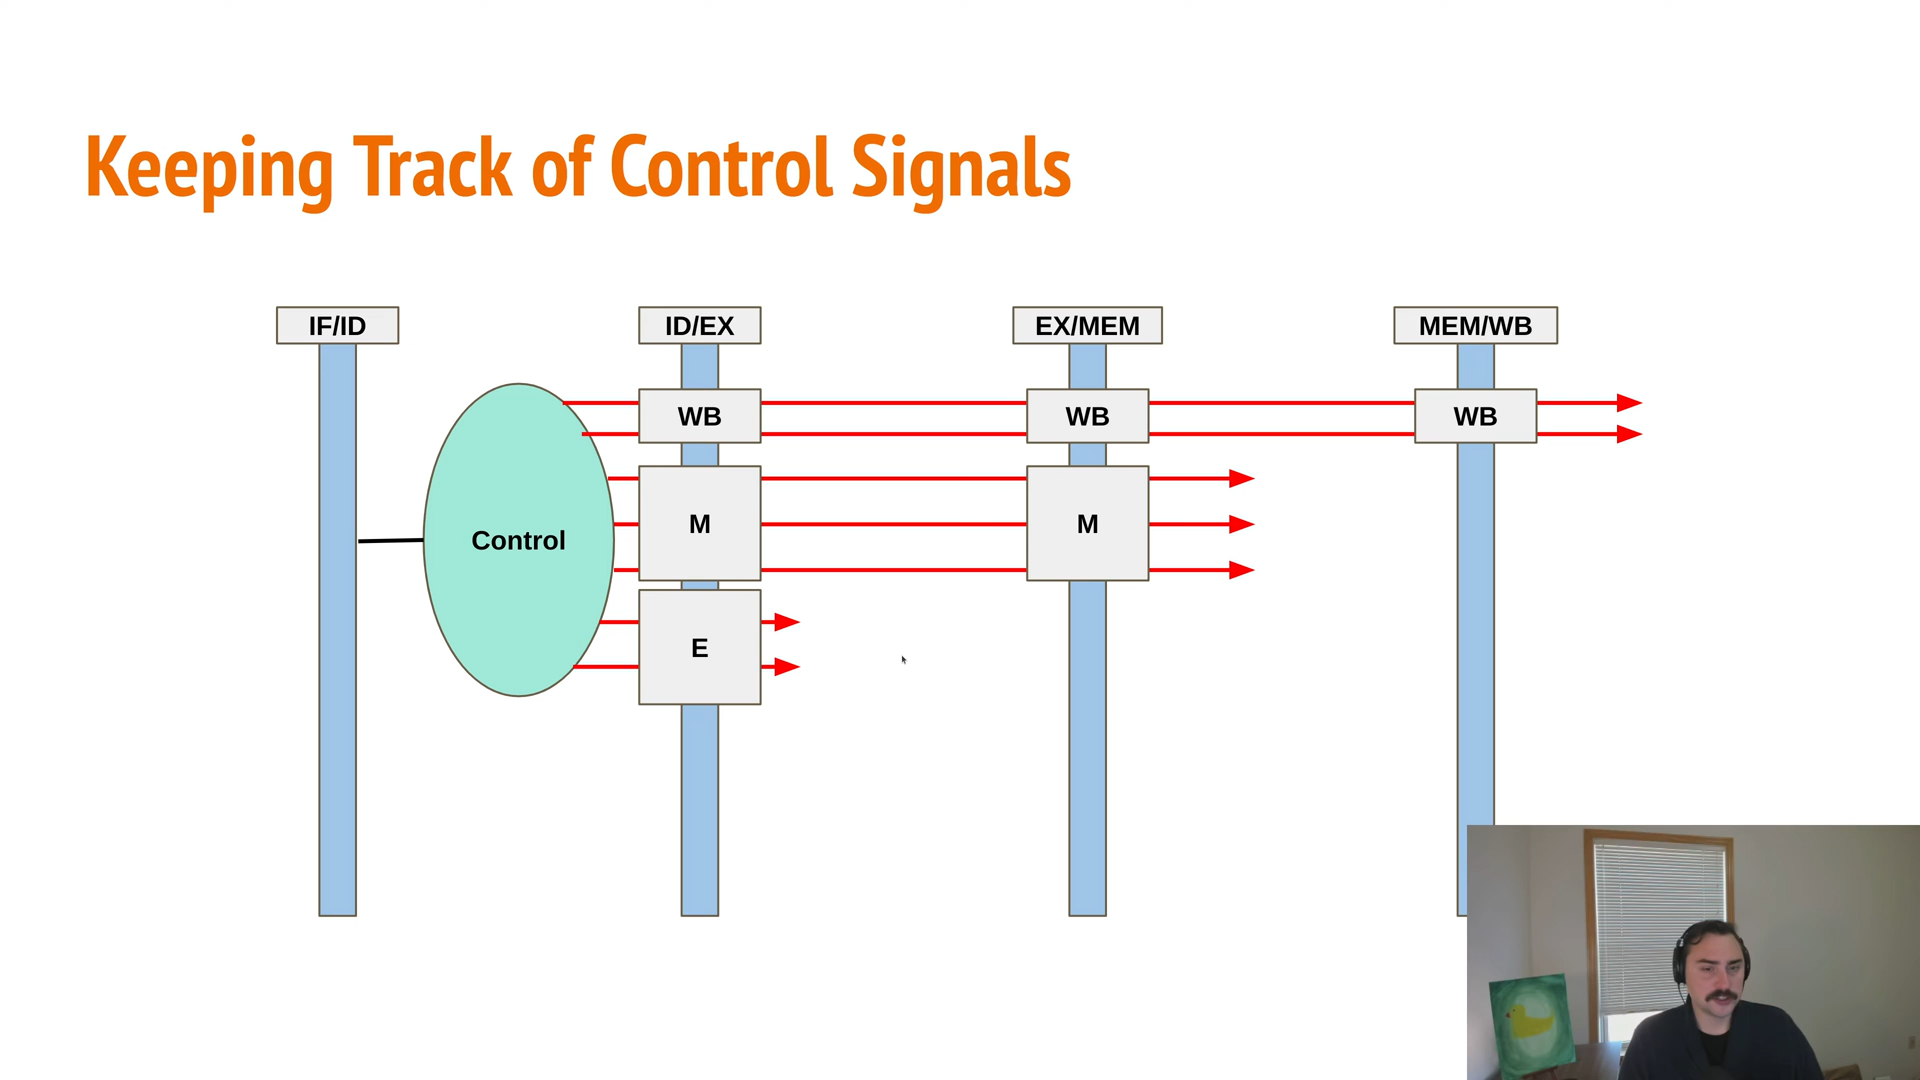 Keeping Track of Control Signals
IF/ID
ID/EX
EX/MEM
MEM/WB
WB
WB
WB
M
M
Control
E